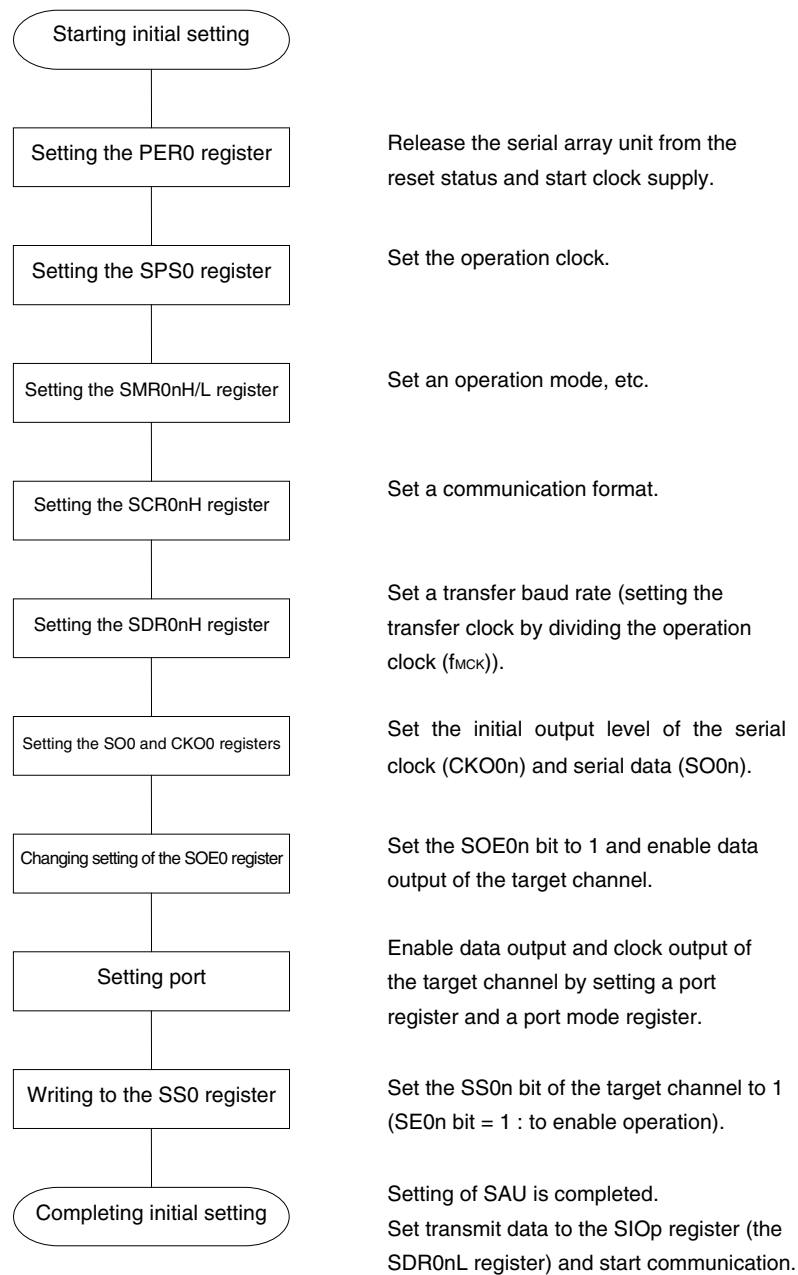 Starting initial setting
Setting the PER0 register
Release the serial array unit from the
reset status and start clock supply.
Setting the SPS0 register
Set the operation clock.
Setting the SMR0nH/L register
Set an operation mode, etc.
Setting the SCR0nH register
Set a communication format.
Setting the SDR0nH register
Set a transfer baud rate (setting the
transfer clock by dividing the operation
clock (fMCK)).
Setting the SO0 and CKO0 registers
Set the initial output level of the serial
clock (CKO0n) and serial data (SO0n).
Changing setting of the SOE0 register
Set the SOE0n bit to 1 and enable data
output of the target channel.
Setting port
Enable data output and clock output of
the target channel by setting a port
register and a port mode register.
Writing to the SS0 register
Set the SS0n bit of the target channel to 1
(SE0n bit = 1 : to enable operation).
Completing initial setting
Setting of SAU is completed.
Set transmit data to the SIOp register (the
SDR0nL register) and start communication.